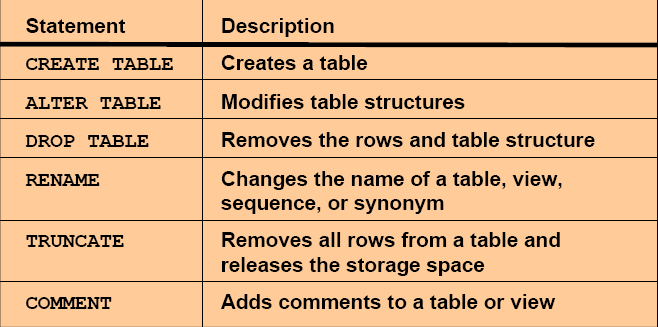 Statement Description
CREATE TABLE Creates a table
ALTER TABLE Modifies table structures
DROP TABLE Removes the rows and table structure
RENAME Changes the name of a table, view,
sequence, or synonym
TRUNCATE Removes all rows from a table and
releases the storage space
COMMENT Adds comments to a table or view